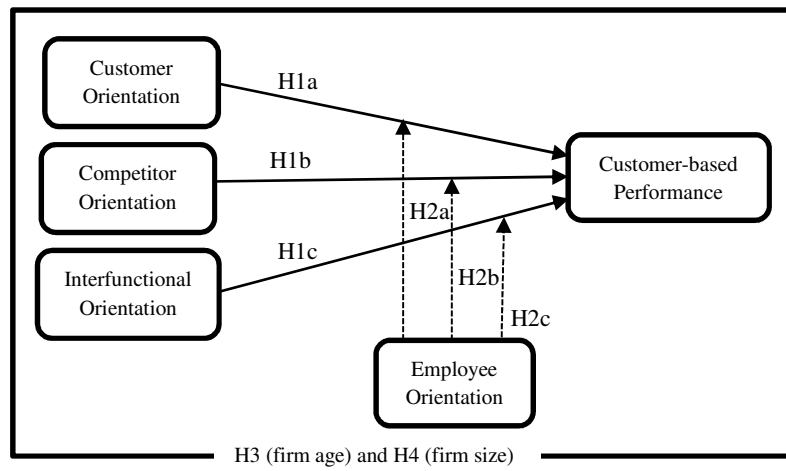 Customer
Orientation
H1a
Competitor
Orientation
H1b
Customer-based
Performance
H2a
Interfunctional
Orientation
H1c
H2b
H2c
Employee
Orientation
H3 (firm age) and H4 (firm size)